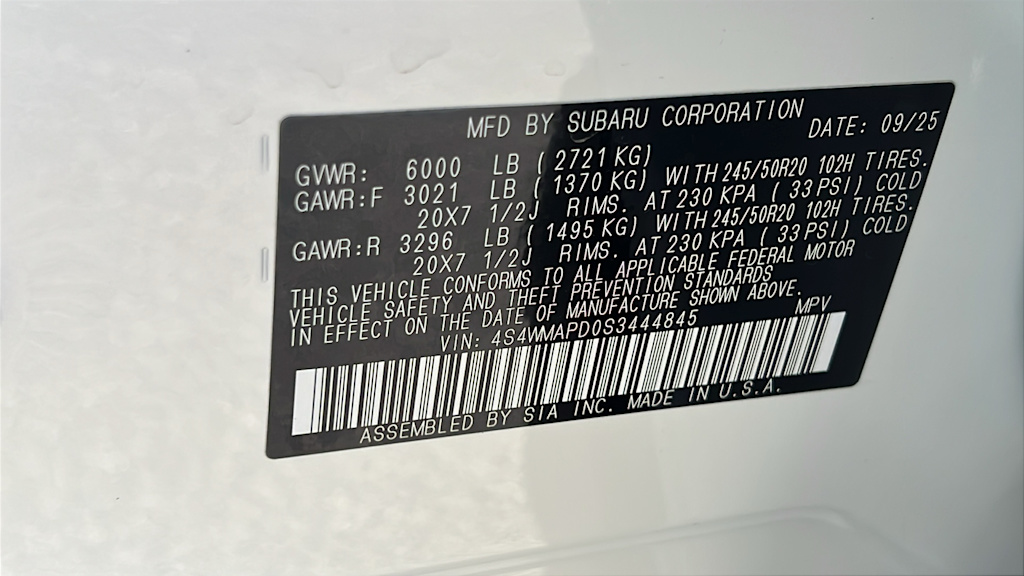 MFD BY SUBARU CORPORATION DATE: 09/25
GVWR: 6000 LB ( 2721 KG)
GAWR:F 3021 LB ( 1370 KG) WITH 245/50R20 102H TIRES.
20X7 1/2J RIMS. AT 230 KPA ( 33 PSI) COLD
GAWR:R 3296 LB ( 1495 KG) WITH 245/50R20 102H TIRES.
20X7 1/2J RIMS. AT 230 KPA ( 33 PSI) COLD
THIS VEHICLE CONFORMS TO ALL APPLICABLE FEDERAL MOTOR
VEHICLE SAFETY AND THEFT PREVENTION STANDARDS
IN EFFECT ON THE DATE OF MANUFACTURE SHOWN ABOVE.
VIN: 4S4WMAPD0S3444845 MPV
ASSEMBLED BY SIA INC. MADE IN U.S.A.